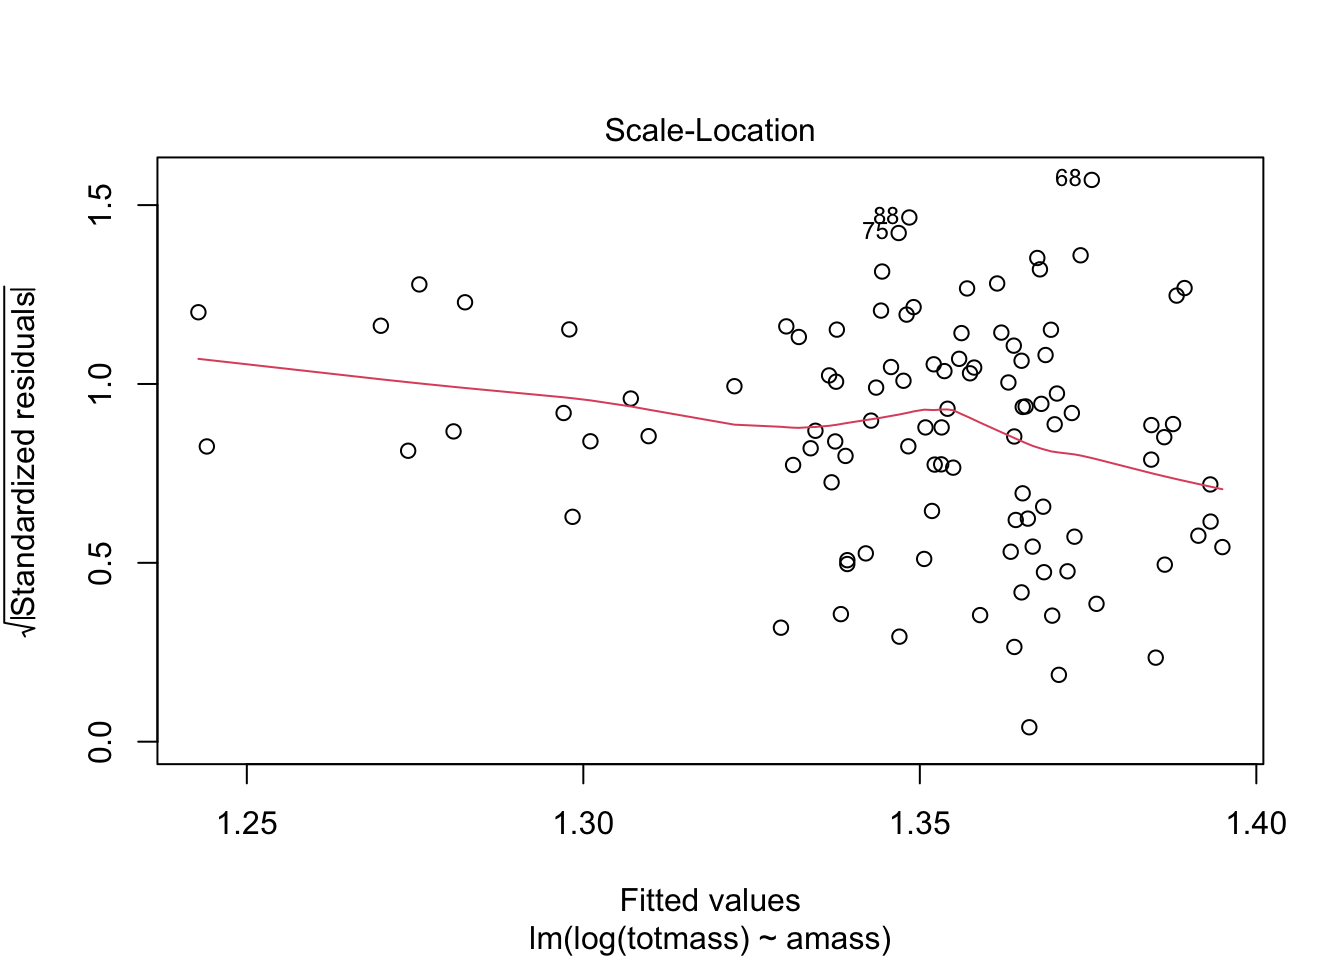 Scale-Location
√|Standardized residuals|
1.5
1.0
0.5
0.0
68
88
75
1.25 1.30 1.35 1.40
Fitted values
lm(log(totmass) ~ amass)